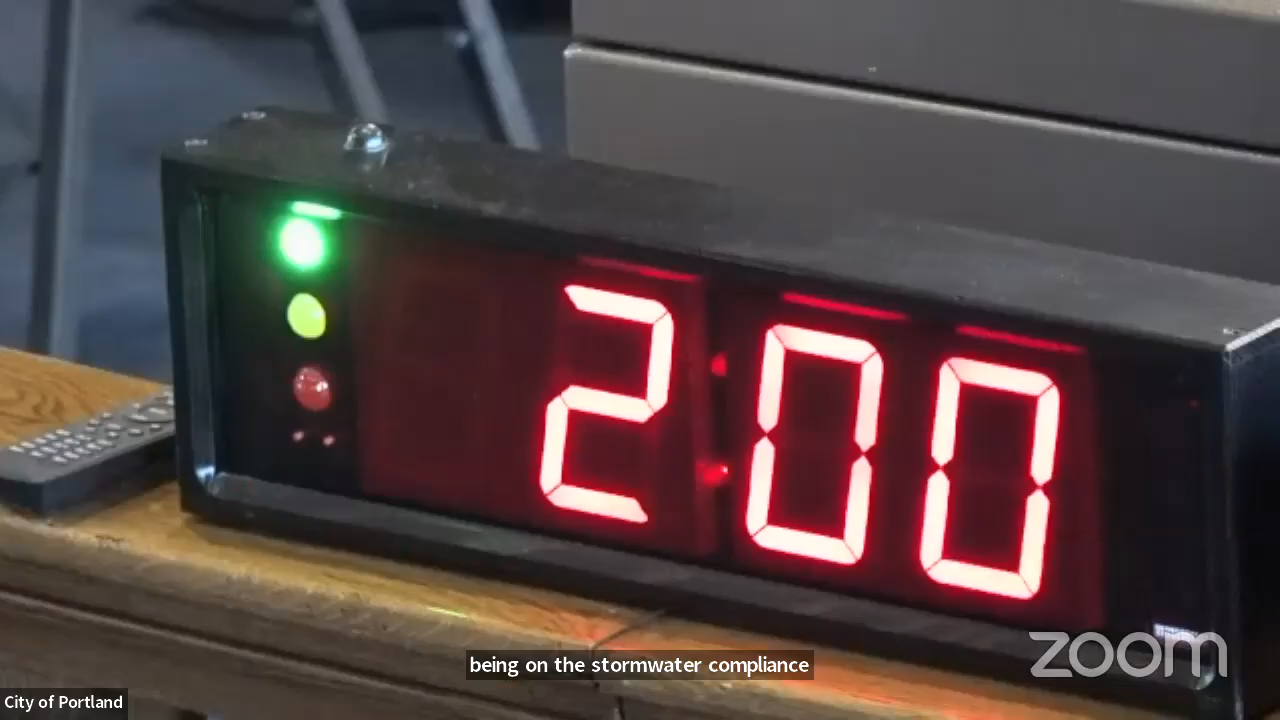 2:00
being on the stormwater compliance
zoom
City of Portland